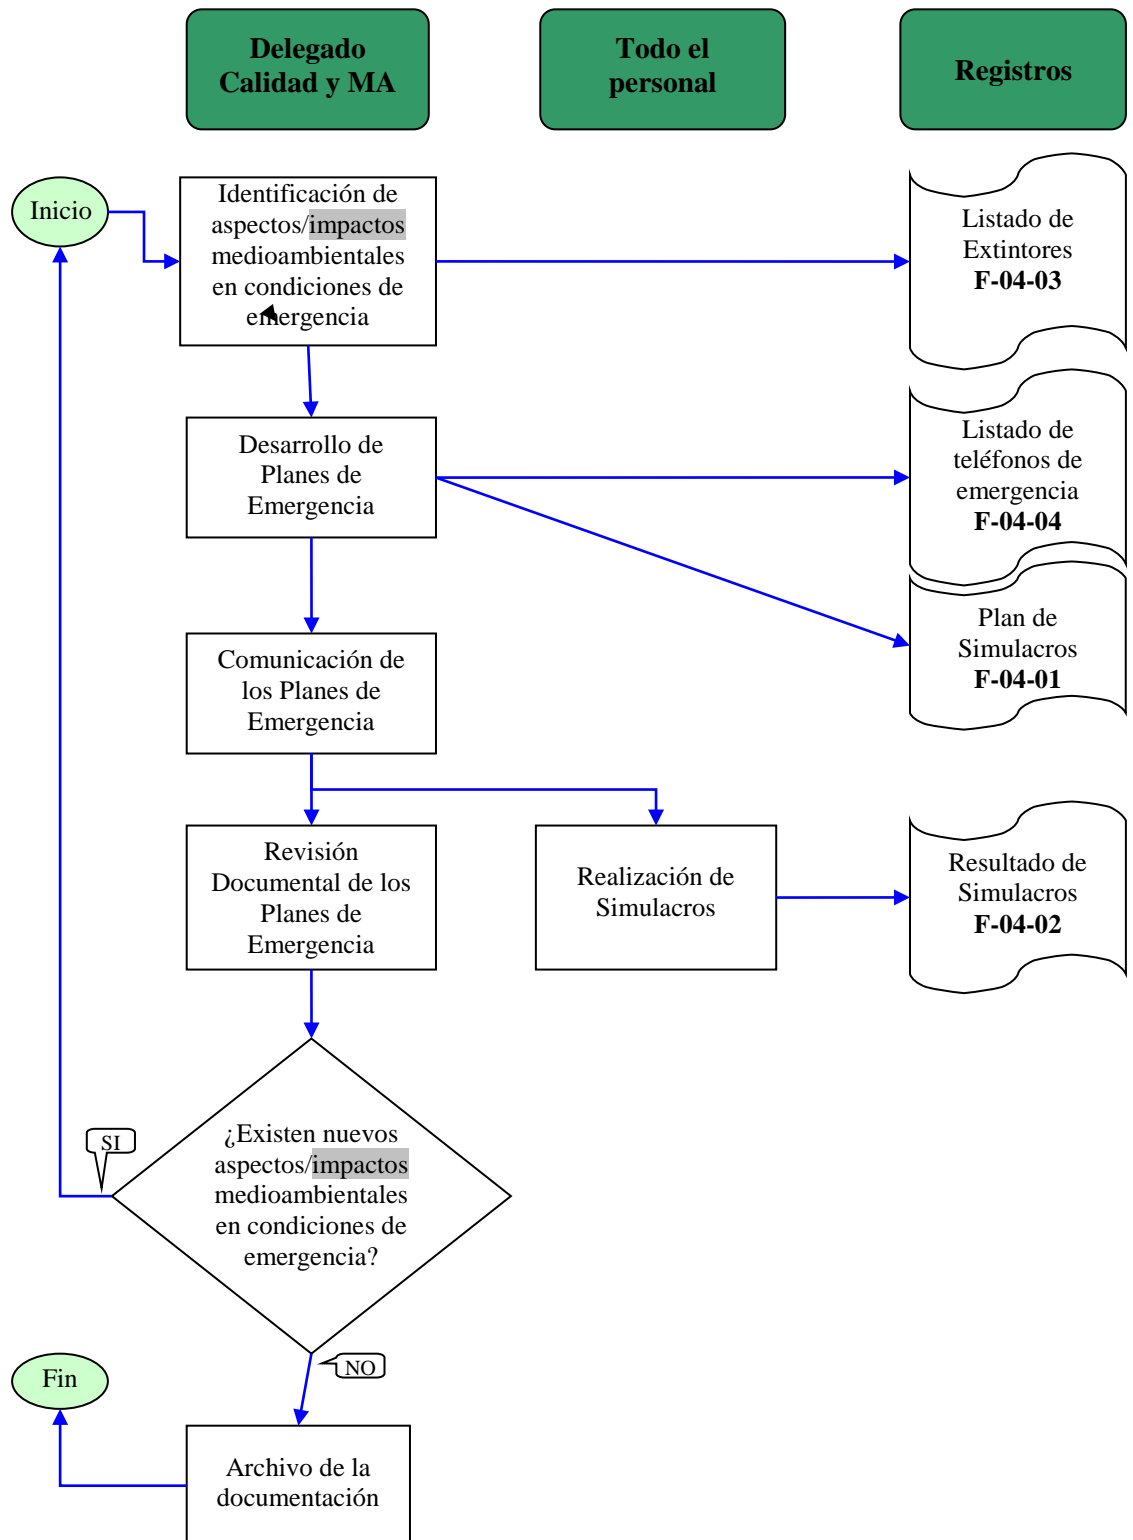 Delegado
Calidad y MA
Todo el
personal
Registros
Inicio
Identificación de
aspectos/impactos
medioambientales
en condiciones de
emergencia
Listado de
Extintores
F-04-03
Desarrollo de
Planes de
Emergencia
Listado de
teléfonos de
emergencia
F-04-04
Plan de
Simulacros
F-04-01
Comunicación de
los Planes de
Emergencia
Revisión
Documental de los
Planes de
Emergencia
Realización de
Simulacros
Resultado de
Simulacros
F-04-02
SI
¿Existen nuevos
aspectos/impactos
medioambientales
en condiciones de
emergencia?
NO
Fin
Archivo de la
documentación